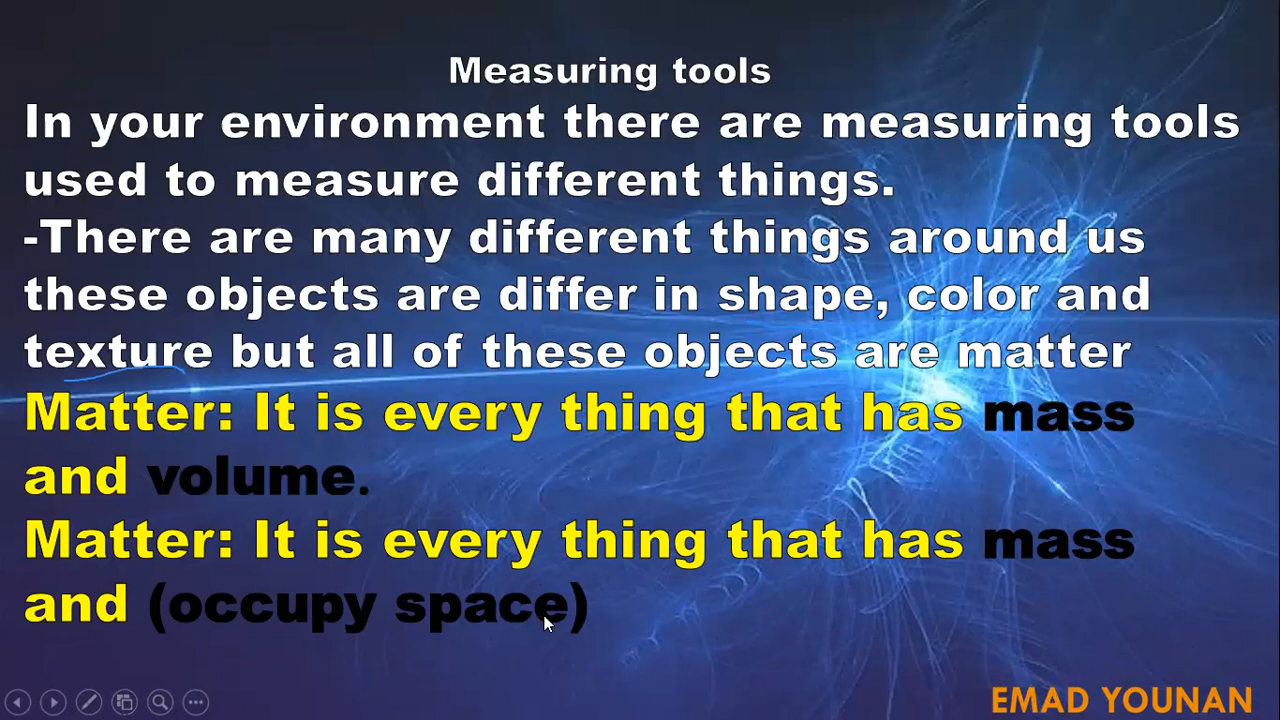 Measuring tools
In your environment there are measuring tools
used to measure different things.
-There are many different things around us
these objects are differ in shape, color and
texture but all of these objects are matter
Matter: It is every thing that has mass
and volume.
Matter: It is every thing that has mass
and (occupy space)
EMAD YOUNAN